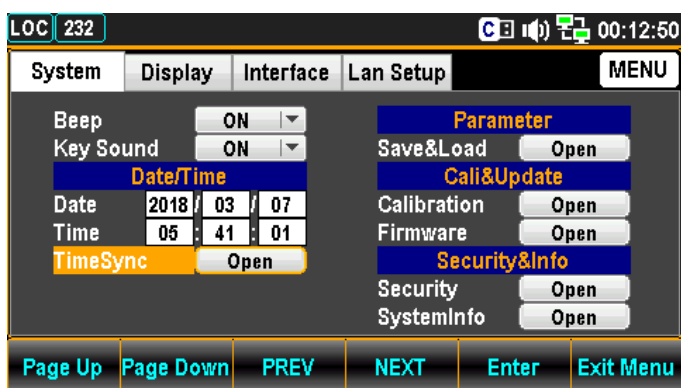 LOC 232 C 00:12:50
System Display Interface Lan Setup MENU
Beep ON
Key Sound ON
Date/Time
Date 2018 / 03 / 07
Time 05 : 41 : 01
TimeSync Open
Parameter
Save&Load Open
Cali&Update
Calibration Open
Firmware Open
Security&Info
Security Open
SystemInfo Open
Page Up Page Down PREV NEXT Enter Exit Menu